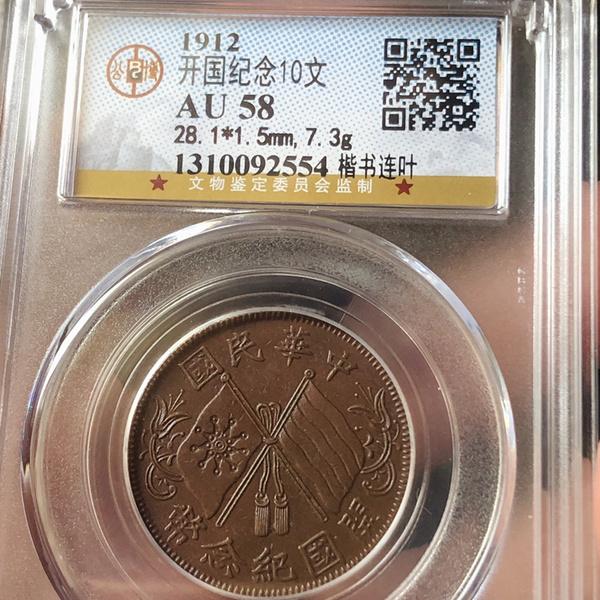 1912
开国纪念10文
AU 58
28.1*1.5mm,7.3g
1310092554 楷书连叶
文物鉴定委员会监制
中華民國
開國紀念幣